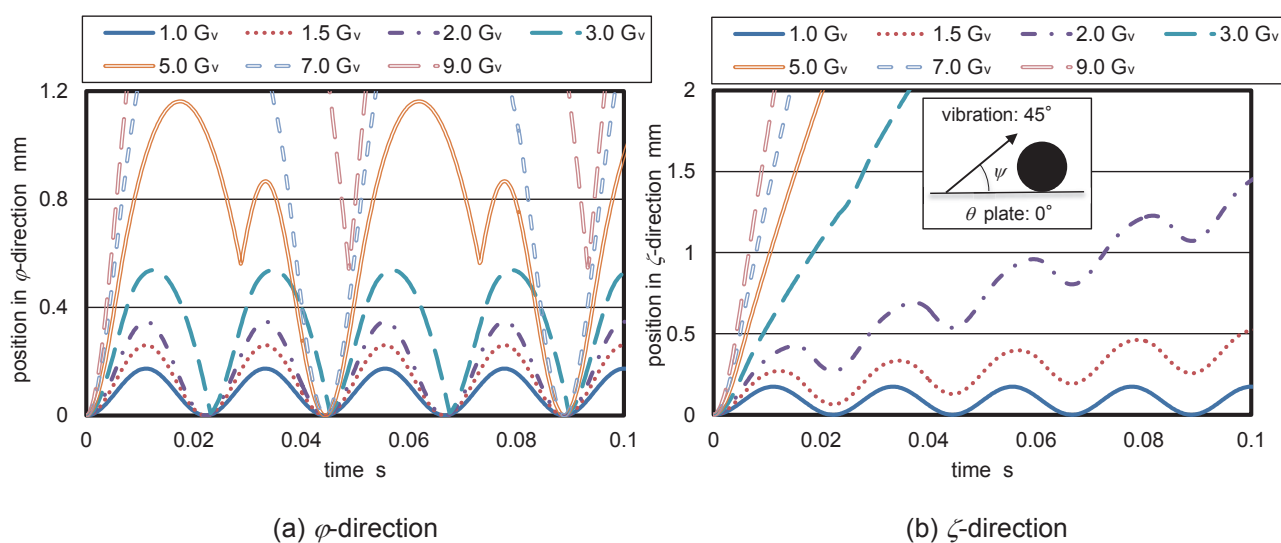 1.0 Gv 1.5 Gv 2.0 Gv 3.0 Gv
5.0 Gv 7.0 Gv 9.0 Gv
1.2
0.8
0.4
0
0 0.02 0.04 0.06 0.08 0.1
position in φ-direction mm
time s
(a) φ-direction
1.0 Gv 1.5 Gv 2.0 Gv 3.0 Gv
5.0 Gv 7.0 Gv 9.0 Gv
2
1.5
1
0.5
0
0 0.02 0.04 0.06 0.08 0.1
position in ζ-direction mm
vibration: 45°
ψ
θ plate: 0°
time s
(b) ζ-direction